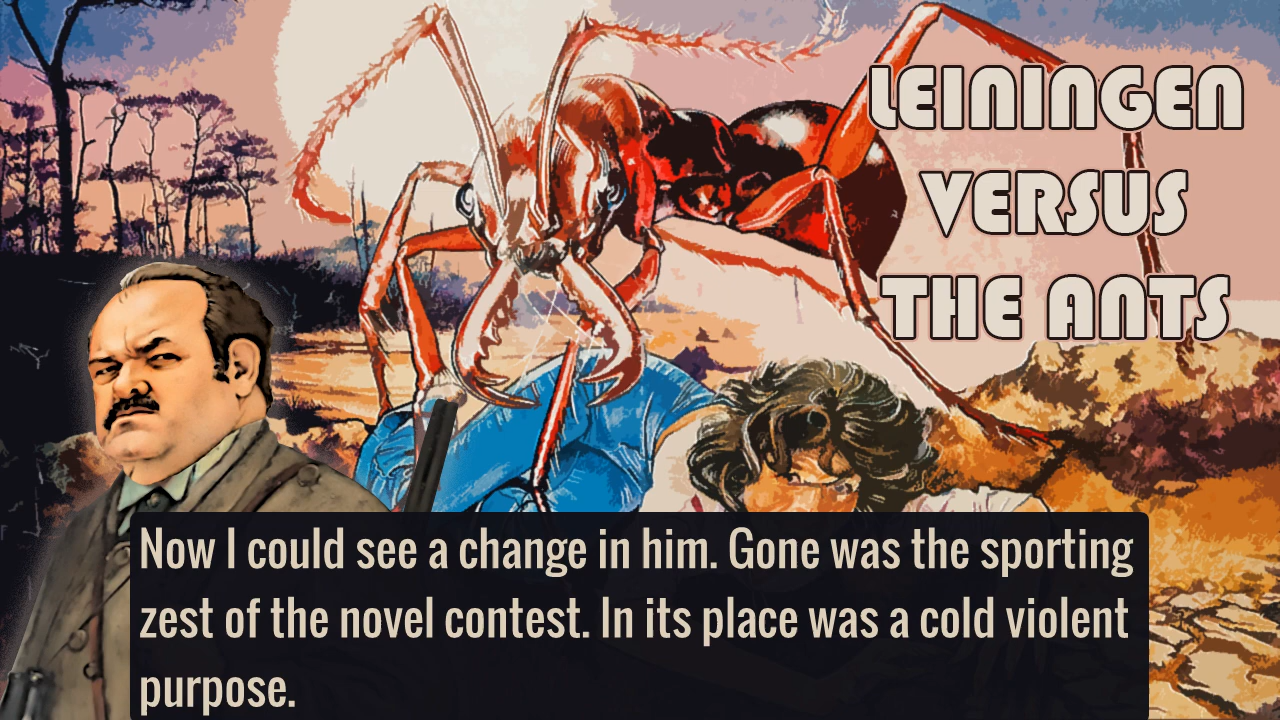 LEININGEN
VERSUS
THE ANTS
Now I could see a change in him. Gone was the sporting
zest of the novel contest. In its place was a cold violent
purpose.